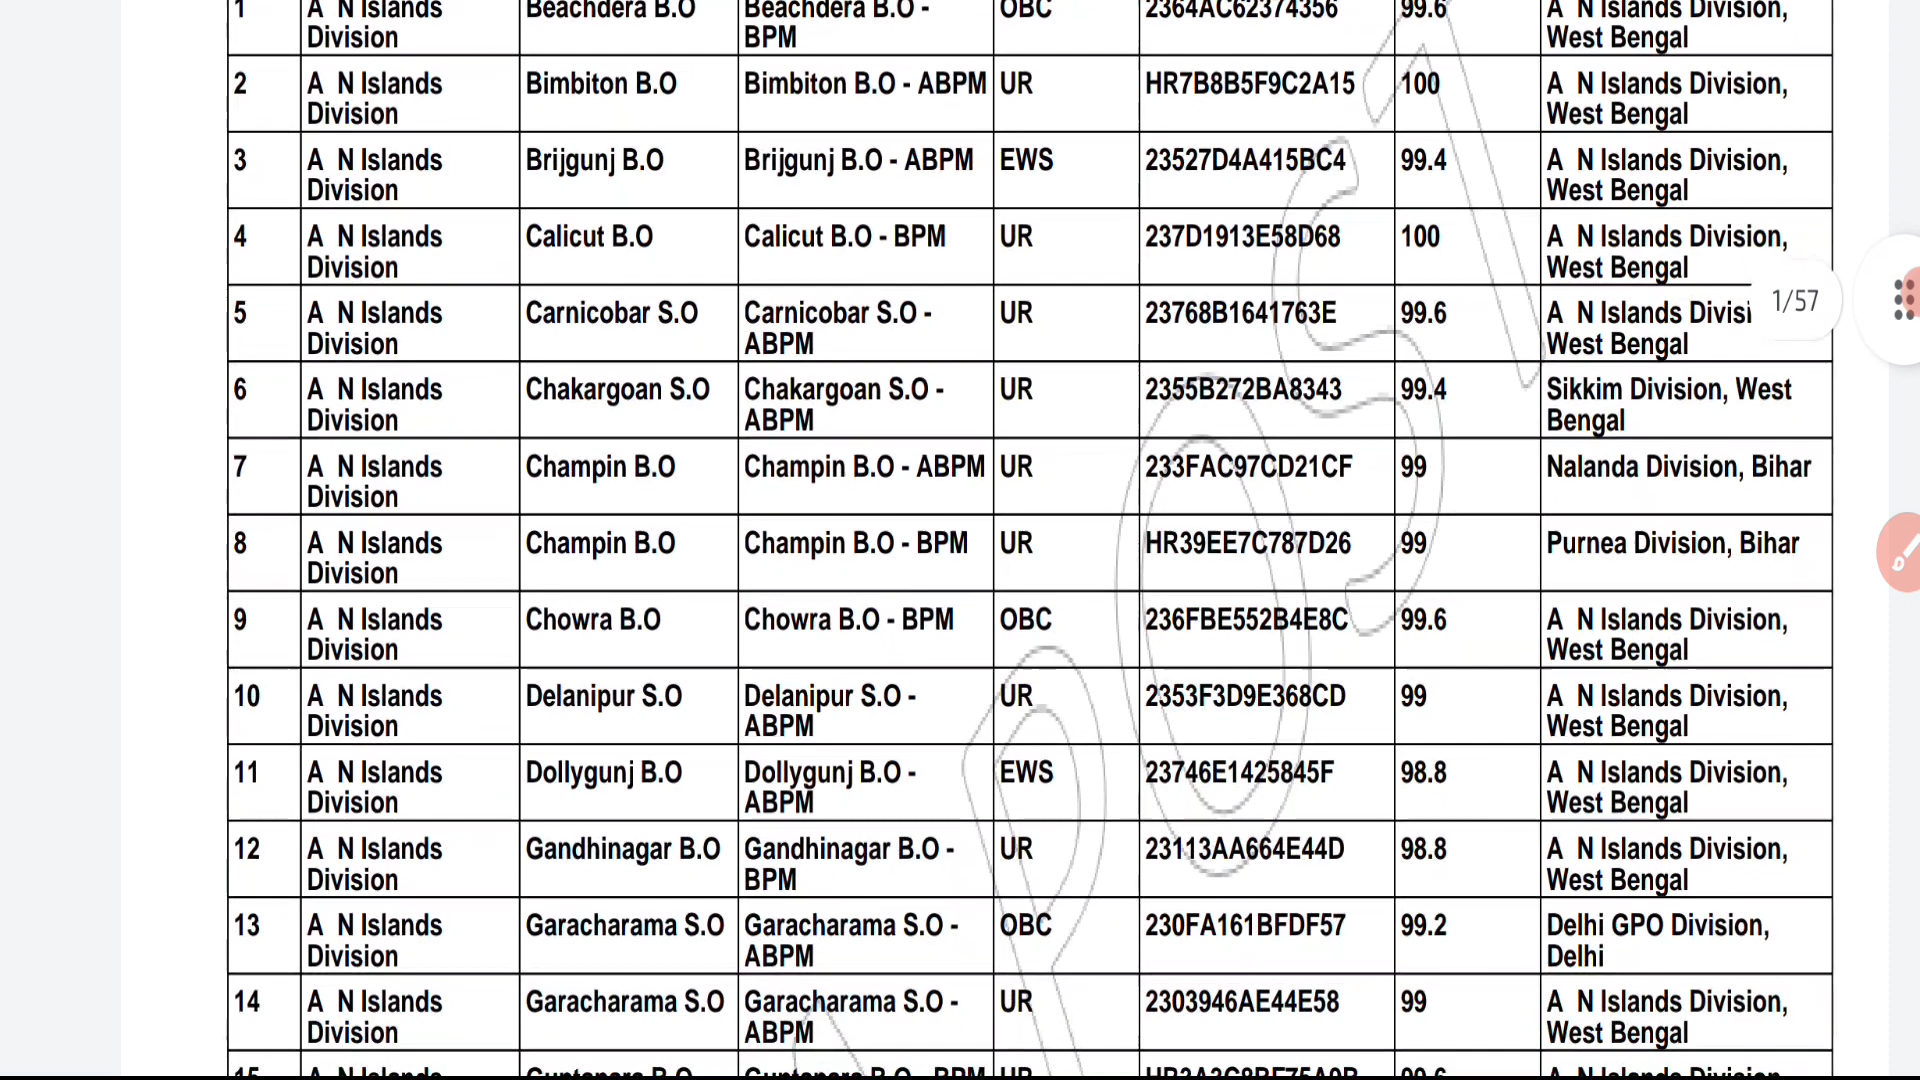 1 A N Islands Beachdera B.O Beachdera B.O - OBC 2364AC62374356 99.6 A N Islands Division,
Division BPM West Bengal
2 A N Islands Bimbiton B.O Bimbiton B.O - ABPM UR HR7B8B5F9C2A15 100 A N Islands Division,
Division West Bengal
3 A N Islands Brijgunj B.O Brijgunj B.O - ABPM EWS 23527D4A415BC4 99.4 A N Islands Division,
Division West Bengal
4 A N Islands Calicut B.O Calicut B.O - BPM UR 237D1913E58D68 100 A N Islands Division,
Division West Bengal
5 A N Islands Carnicobar S.O Carnicobar S.O - UR 23768B1641763E 99.6 A N Islands Divisi 1/57
Division ABPM West Bengal
6 A N Islands Chakargoan S.O Chakargoan S.O - UR 2355B272BA8343 99.4 Sikkim Division, West
Division ABPM Bengal
7 A N Islands Champin B.O Champin B.O - ABPM UR 233FAC97CD21CF 99 Nalanda Division, Bihar
Division
8 A N Islands Champin B.O Champin B.O - BPM UR HR39EE7C787D26 99 Purnea Division, Bihar
Division
9 A N Islands Chowra B.O Chowra B.O - BPM OBC 236FBE552B4E8C 99.6 A N Islands Division,
Division West Bengal
10 A N Islands Delanipur S.O Delanipur S.O - UR 2353F3D9E368CD 99 A N Islands Division,
Division ABPM West Bengal
11 A N Islands Dollygunj B.O Dollygunj B.O - EWS 23746E1425845F 98.8 A N Islands Division,
Division ABPM West Bengal
12 A N Islands Gandhinagar B.O Gandhinagar B.O - UR 23113AA664E44D 98.8 A N Islands Division,
Division BPM West Bengal
13 A N Islands Garacharama S.O Garacharama S.O - OBC 230FA161BFDF57 99.2 Delhi GPO Division,
Division ABPM Delhi
14 A N Islands Garacharama S.O Garacharama S.O - UR 2303946AE44E58 99 A N Islands Division,
Division ABPM West Bengal